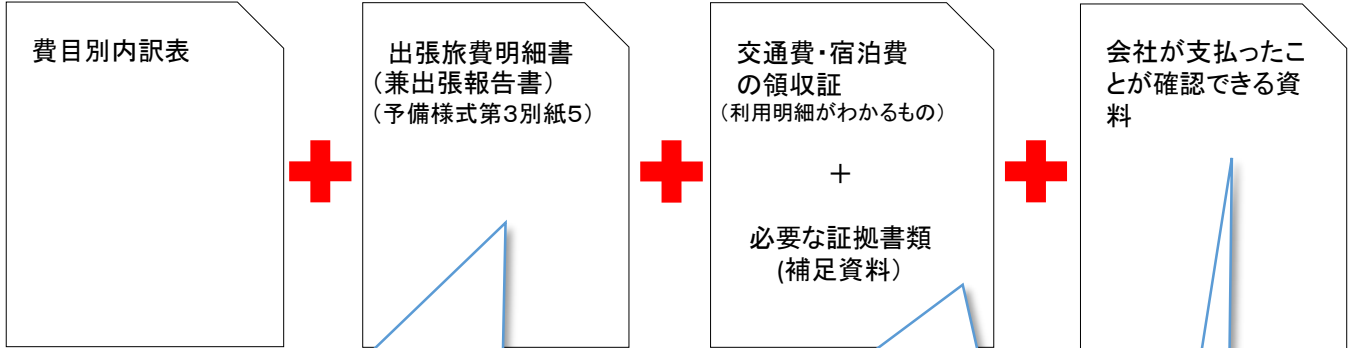 費目別内訳表
出張旅費明細書
（兼出張報告書）
（予備様式第3別紙5）
交通費・宿泊費
の領収証
（利用明細がわかるもの）
＋
必要な証拠書類
(補足資料）
会社が支払ったこ
とが確認できる資
料